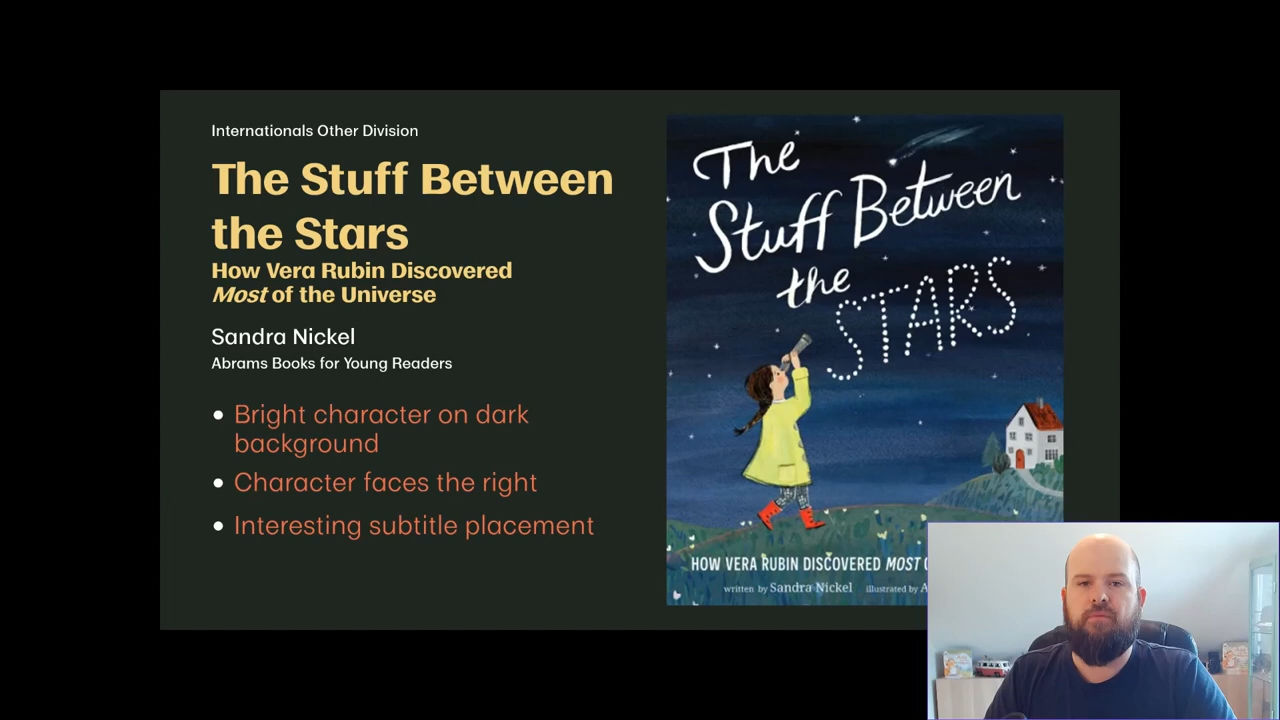 Internationals Other Division
The Stuff Between
the Stars
How Vera Rubin Discovered
Most of the Universe
Sandra Nickel
Abrams Books for Young Readers
• Bright character on dark
background
• Character faces the right
• Interesting subtitle placement
The
Stuff Between
the STARS
HOW VERA RUBIN DISCOVERED MOST
written by Sandra Nickel illustrated by A